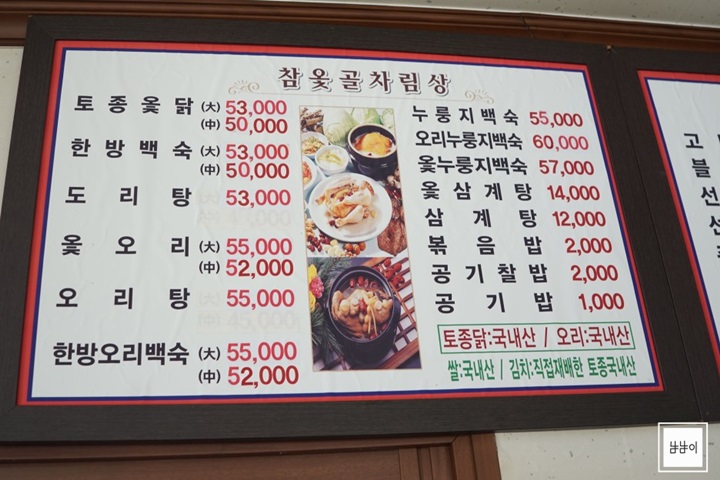 참옻골차림상
토종옻닭 (大) 53,000
(中) 50,000
한방백숙 (大) 53,000
(中) 50,000
도리탕 53,000
옻오리 (大) 55,000
(中) 52,000
오리탕 55,000
한방오리백숙 (大) 55,000
(中) 52,000
누룽지백숙 55,000
오리누룽지백숙 60,000
옻누룽지백숙 57,000
옻삼계탕 14,000
삼계탕 12,000
볶음밥 2,000
공기찰밥 2,000
공기밥 1,000
토종닭:국내산 / 오리:국내산
쌀:국내산 / 김치:직접재배한 토종국내산
고
블
선